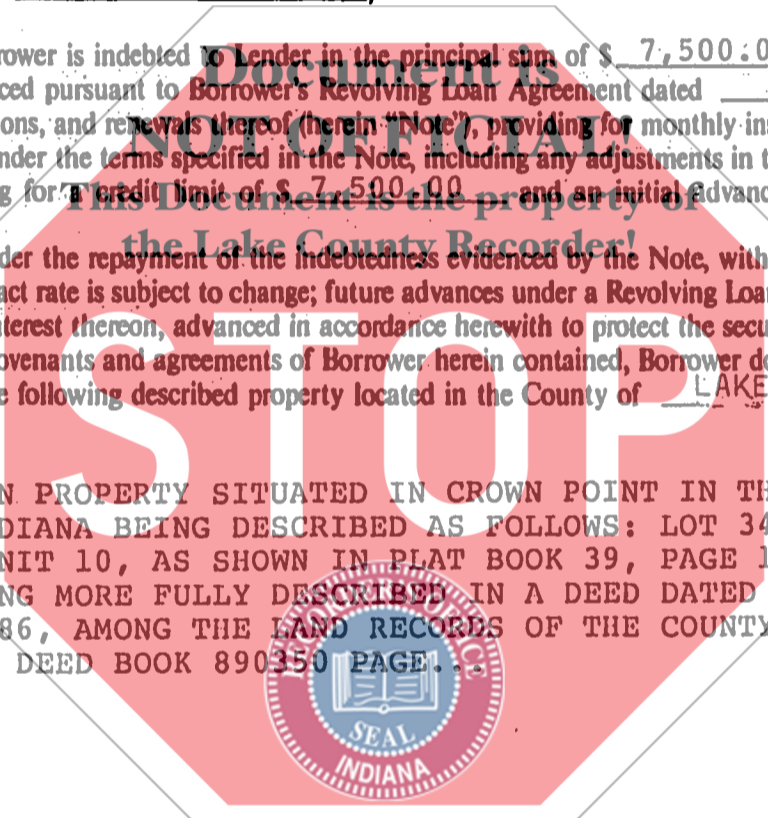 rower is indebted to Lender in the principal sum of $ 7,500.0
ced pursuant to Borrower's Revolving Loan Agreement dated
ons, and renewals thereof (herein "Note"), providing for monthly in
nder the terms specified in the Note, including any adjustments in t
g for a credit limit of $ 7,500.00 and an initial advanc
Document is
NOT OFFICIAL!
This Document is the property of
the Lake County Recorder!
der the repayment of the indebtedness evidenced by the Note, with
act rate is subject to change; future advances under a Revolving Loa
terest thereon, advanced in accordance herewith to protect the secu
ovenants and agreements of Borrower herein contained, Borrower do
e following described property located in the County of LAKE
STOP
N PROPERTY SITUATED IN CROWN POINT IN TH
DIANA BEING DESCRIBED AS FOLLOWS: LOT 34
NIT 10, AS SHOWN IN PLAT BOOK 39, PAGE 1
NG MORE FULLY DESCRIBED IN A DEED DATED
86, AMONG THE LAND RECORDS OF THE COUNTY
DEED BOOK 890350 PAGE...
SEAL
INDIANA